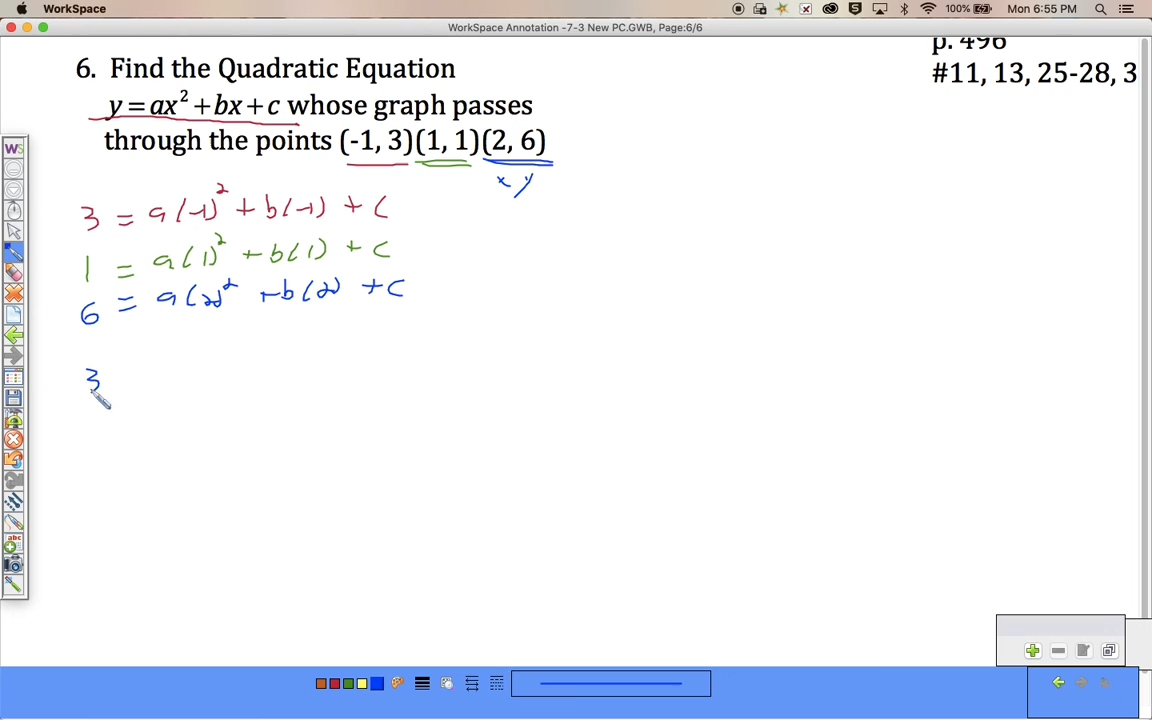 WorkSpace
100%
Mon 6:55 PM
WorkSpace Annotation -7-3 New PC.GWB, Page:6/6
p. 496
#11, 13, 25-28, 3
6. Find the Quadratic Equation
y = ax² + bx + c whose graph passes
through the points (-1, 3)(1, 1)(2, 6)
x y
3 = a(-1)² + b(-1) + c
1 = a(1)² + b(1) + c
6 = a(2)² + b(2) + c
3
WS
abc